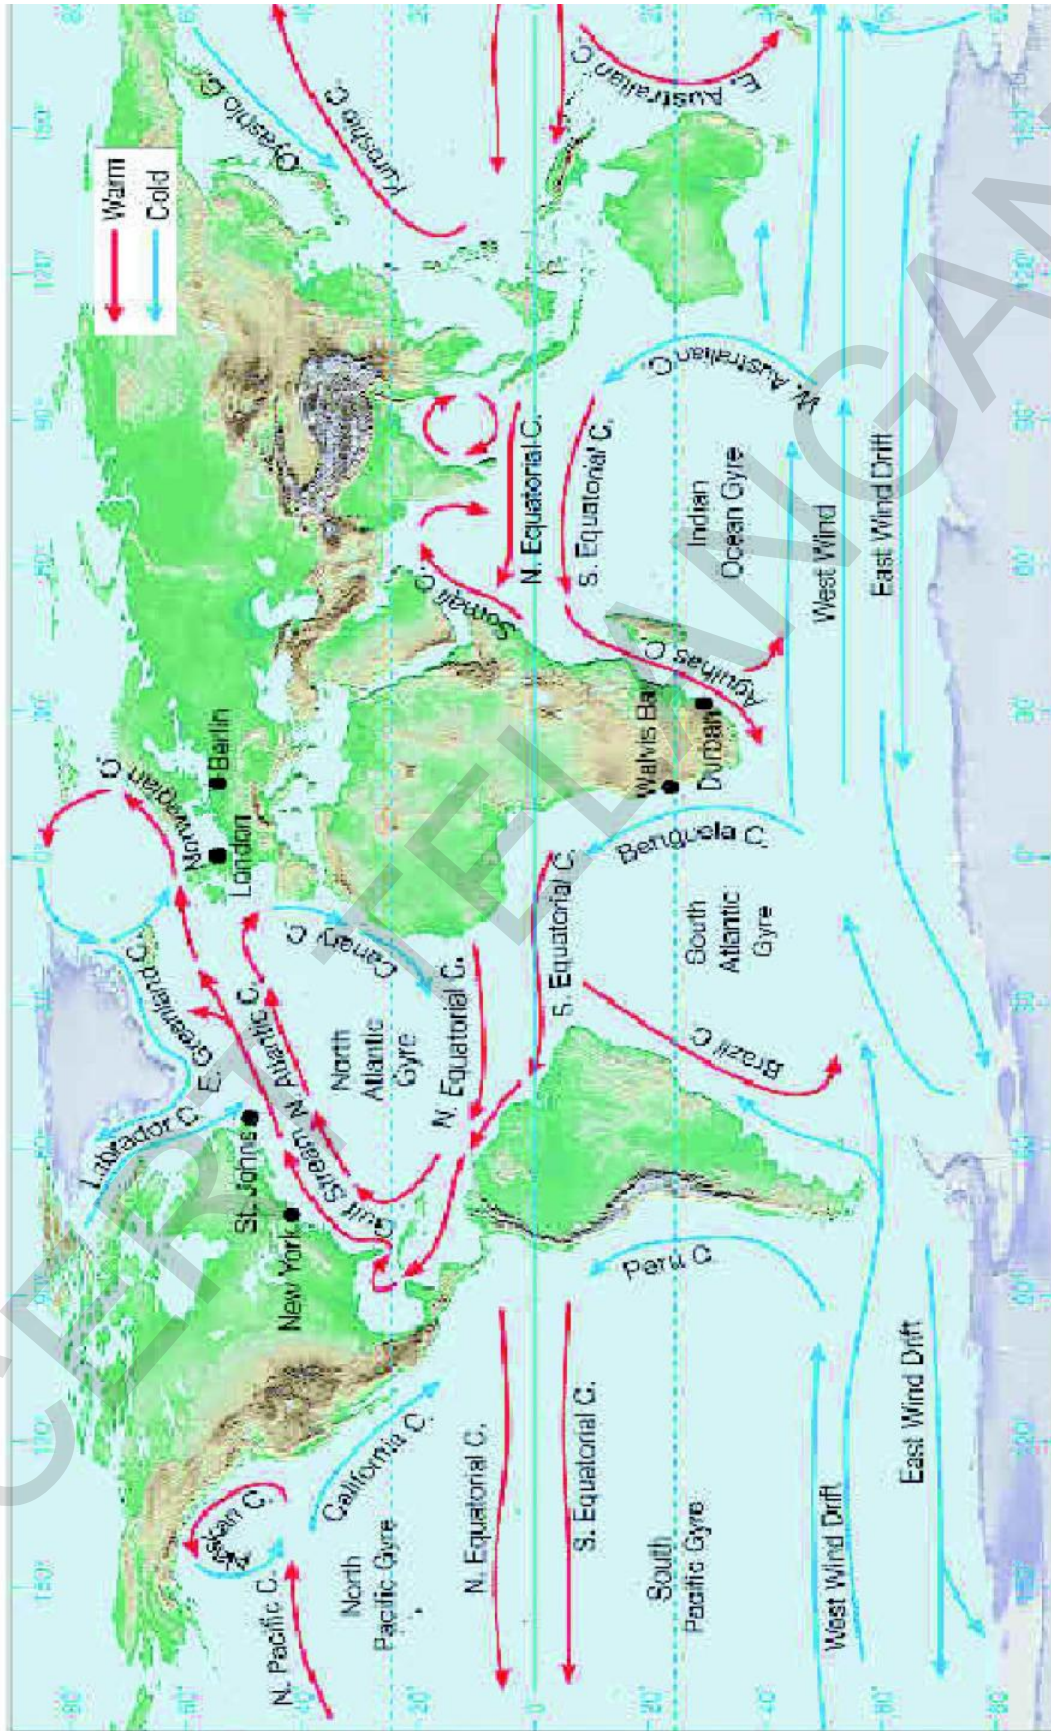 Warm
Cold
Oyashio C.
Kuroshio C.
E. Australian C.
Norwegian C.
Berlin
London
E. Greenland C.
Labrador C.
St. Johns
New York
Gulf Stream
N. Atlantic C.
Canary C.
North
Atlantic
Gyre
N. Equatorial C.
S. Equatorial C.
Alaskan C.
California C.
N. Pacific C.
North
Pacific Gyre
N. Equatorial C.
S. Equatorial C.
South
Pacific Gyre
Peru C.
Brazil C.
South
Atlantic
Gyre
Benguela C.
Walvis Ba
Durban
Agulhas C.
Somali C.
N. Equatorial C.
S. Equatorial C.
Indian
Ocean Gyre
W. Australian C.
West Wind
East Wind Drift
West Wind Drift
East Wind Drift
CERT TELANGAN